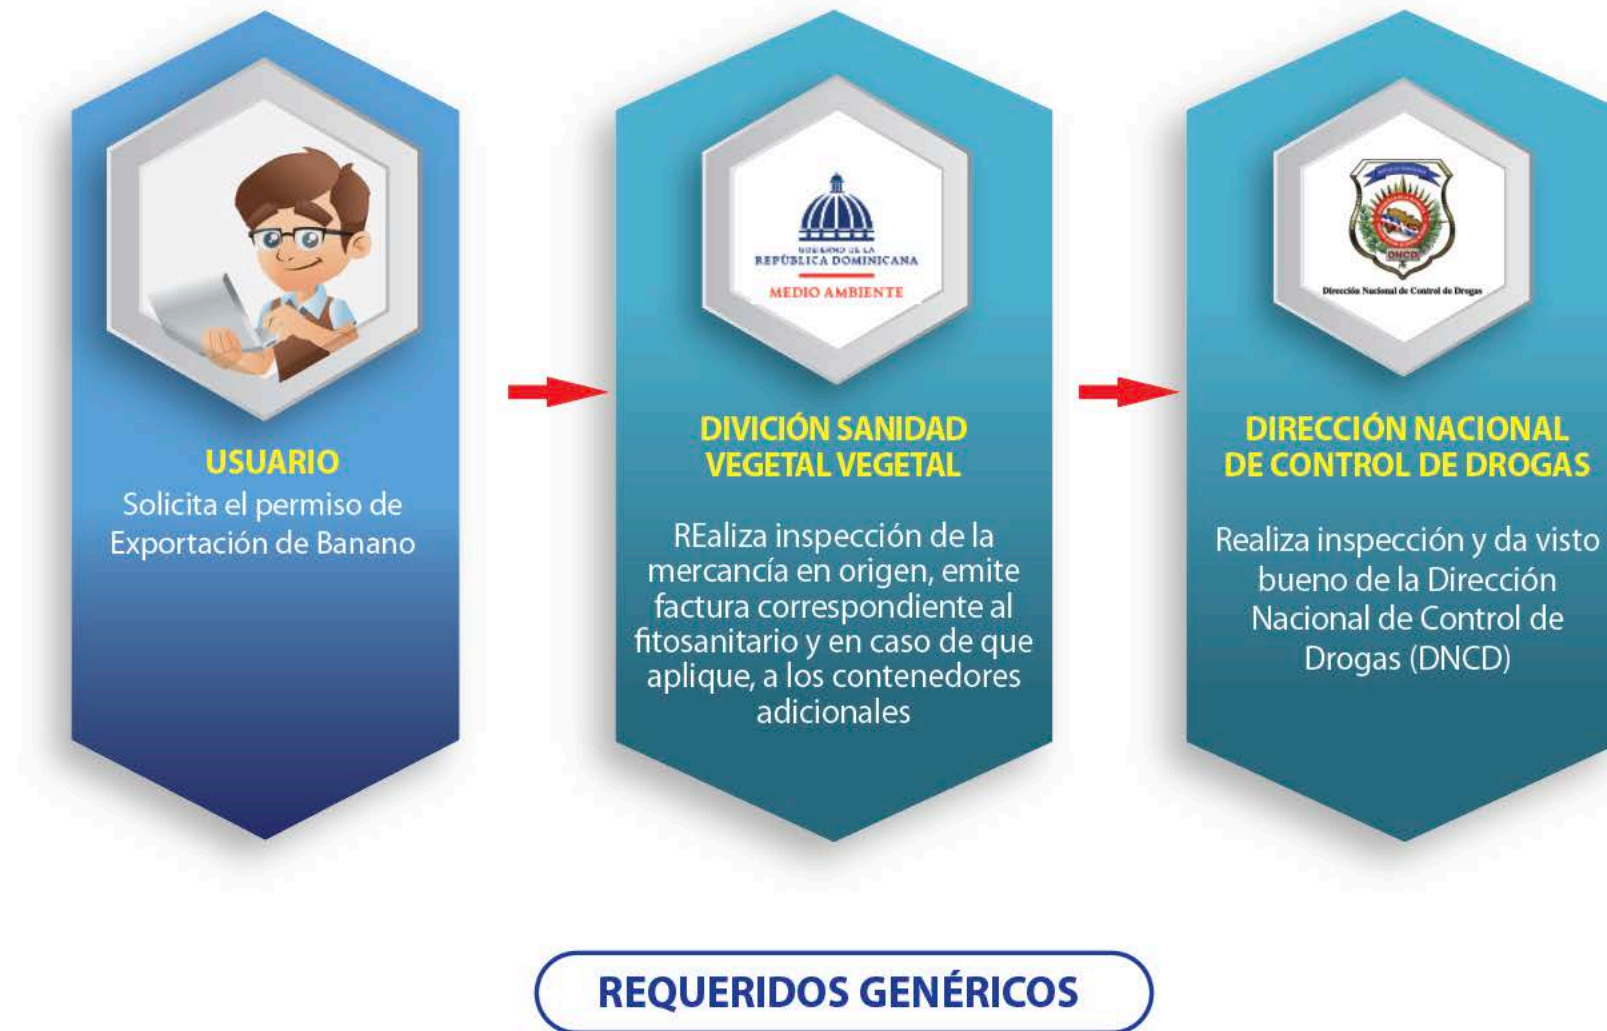 USUARIO
Solicita el permiso de
Exportación de Banano
GOBIERNO DE LA
REPÚBLICA DOMINICANA
MEDIO AMBIENTE
DIVICIÓN SANIDAD
VEGETAL VEGETAL
REaliza inspección de la
mercancía en origen, emite
factura correspondiente al
fitosanitario y en caso de que
aplique, a los contenedores
adicionales
DNCD
Dirección Nacional de Control de Drogas
DIRECCIÓN NACIONAL
DE CONTROL DE DROGAS
Realiza inspección y da visto
bueno de la Dirección
Nacional de Control de
Drogas (DNCD)
REQUERIDOS GENÉRICOS